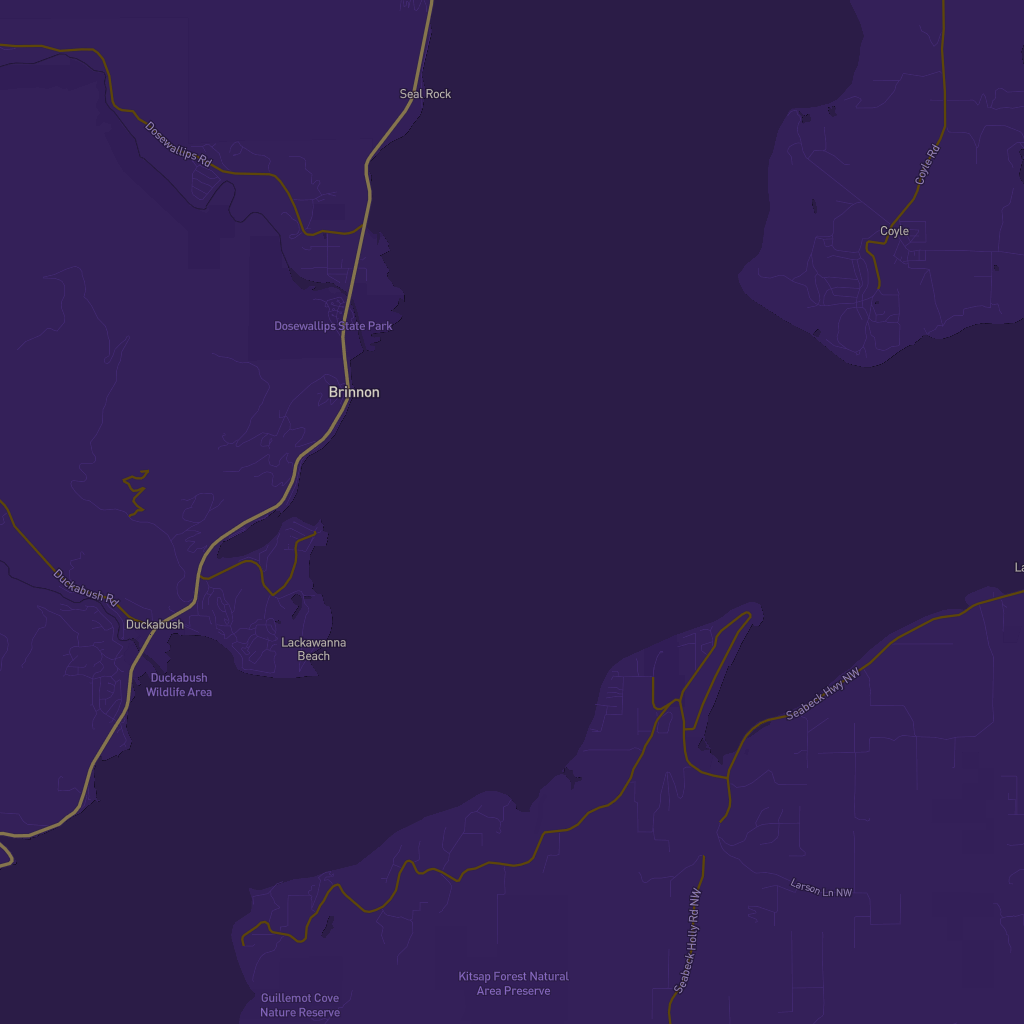 Seal Rock
Dosewallips Rd
Coyle Rd
Coyle
Dosewallips State Park
Brinnon
Duckabush Rd
Duckabush
Lackawanna
Beach
Duckabush
Wildlife Area
Seabeck Hwy NW
Larson Ln NW
Seabeck Holly Rd NW
Kitsap Forest Natural
Area Preserve
Guillemot Cove
Nature Reserve